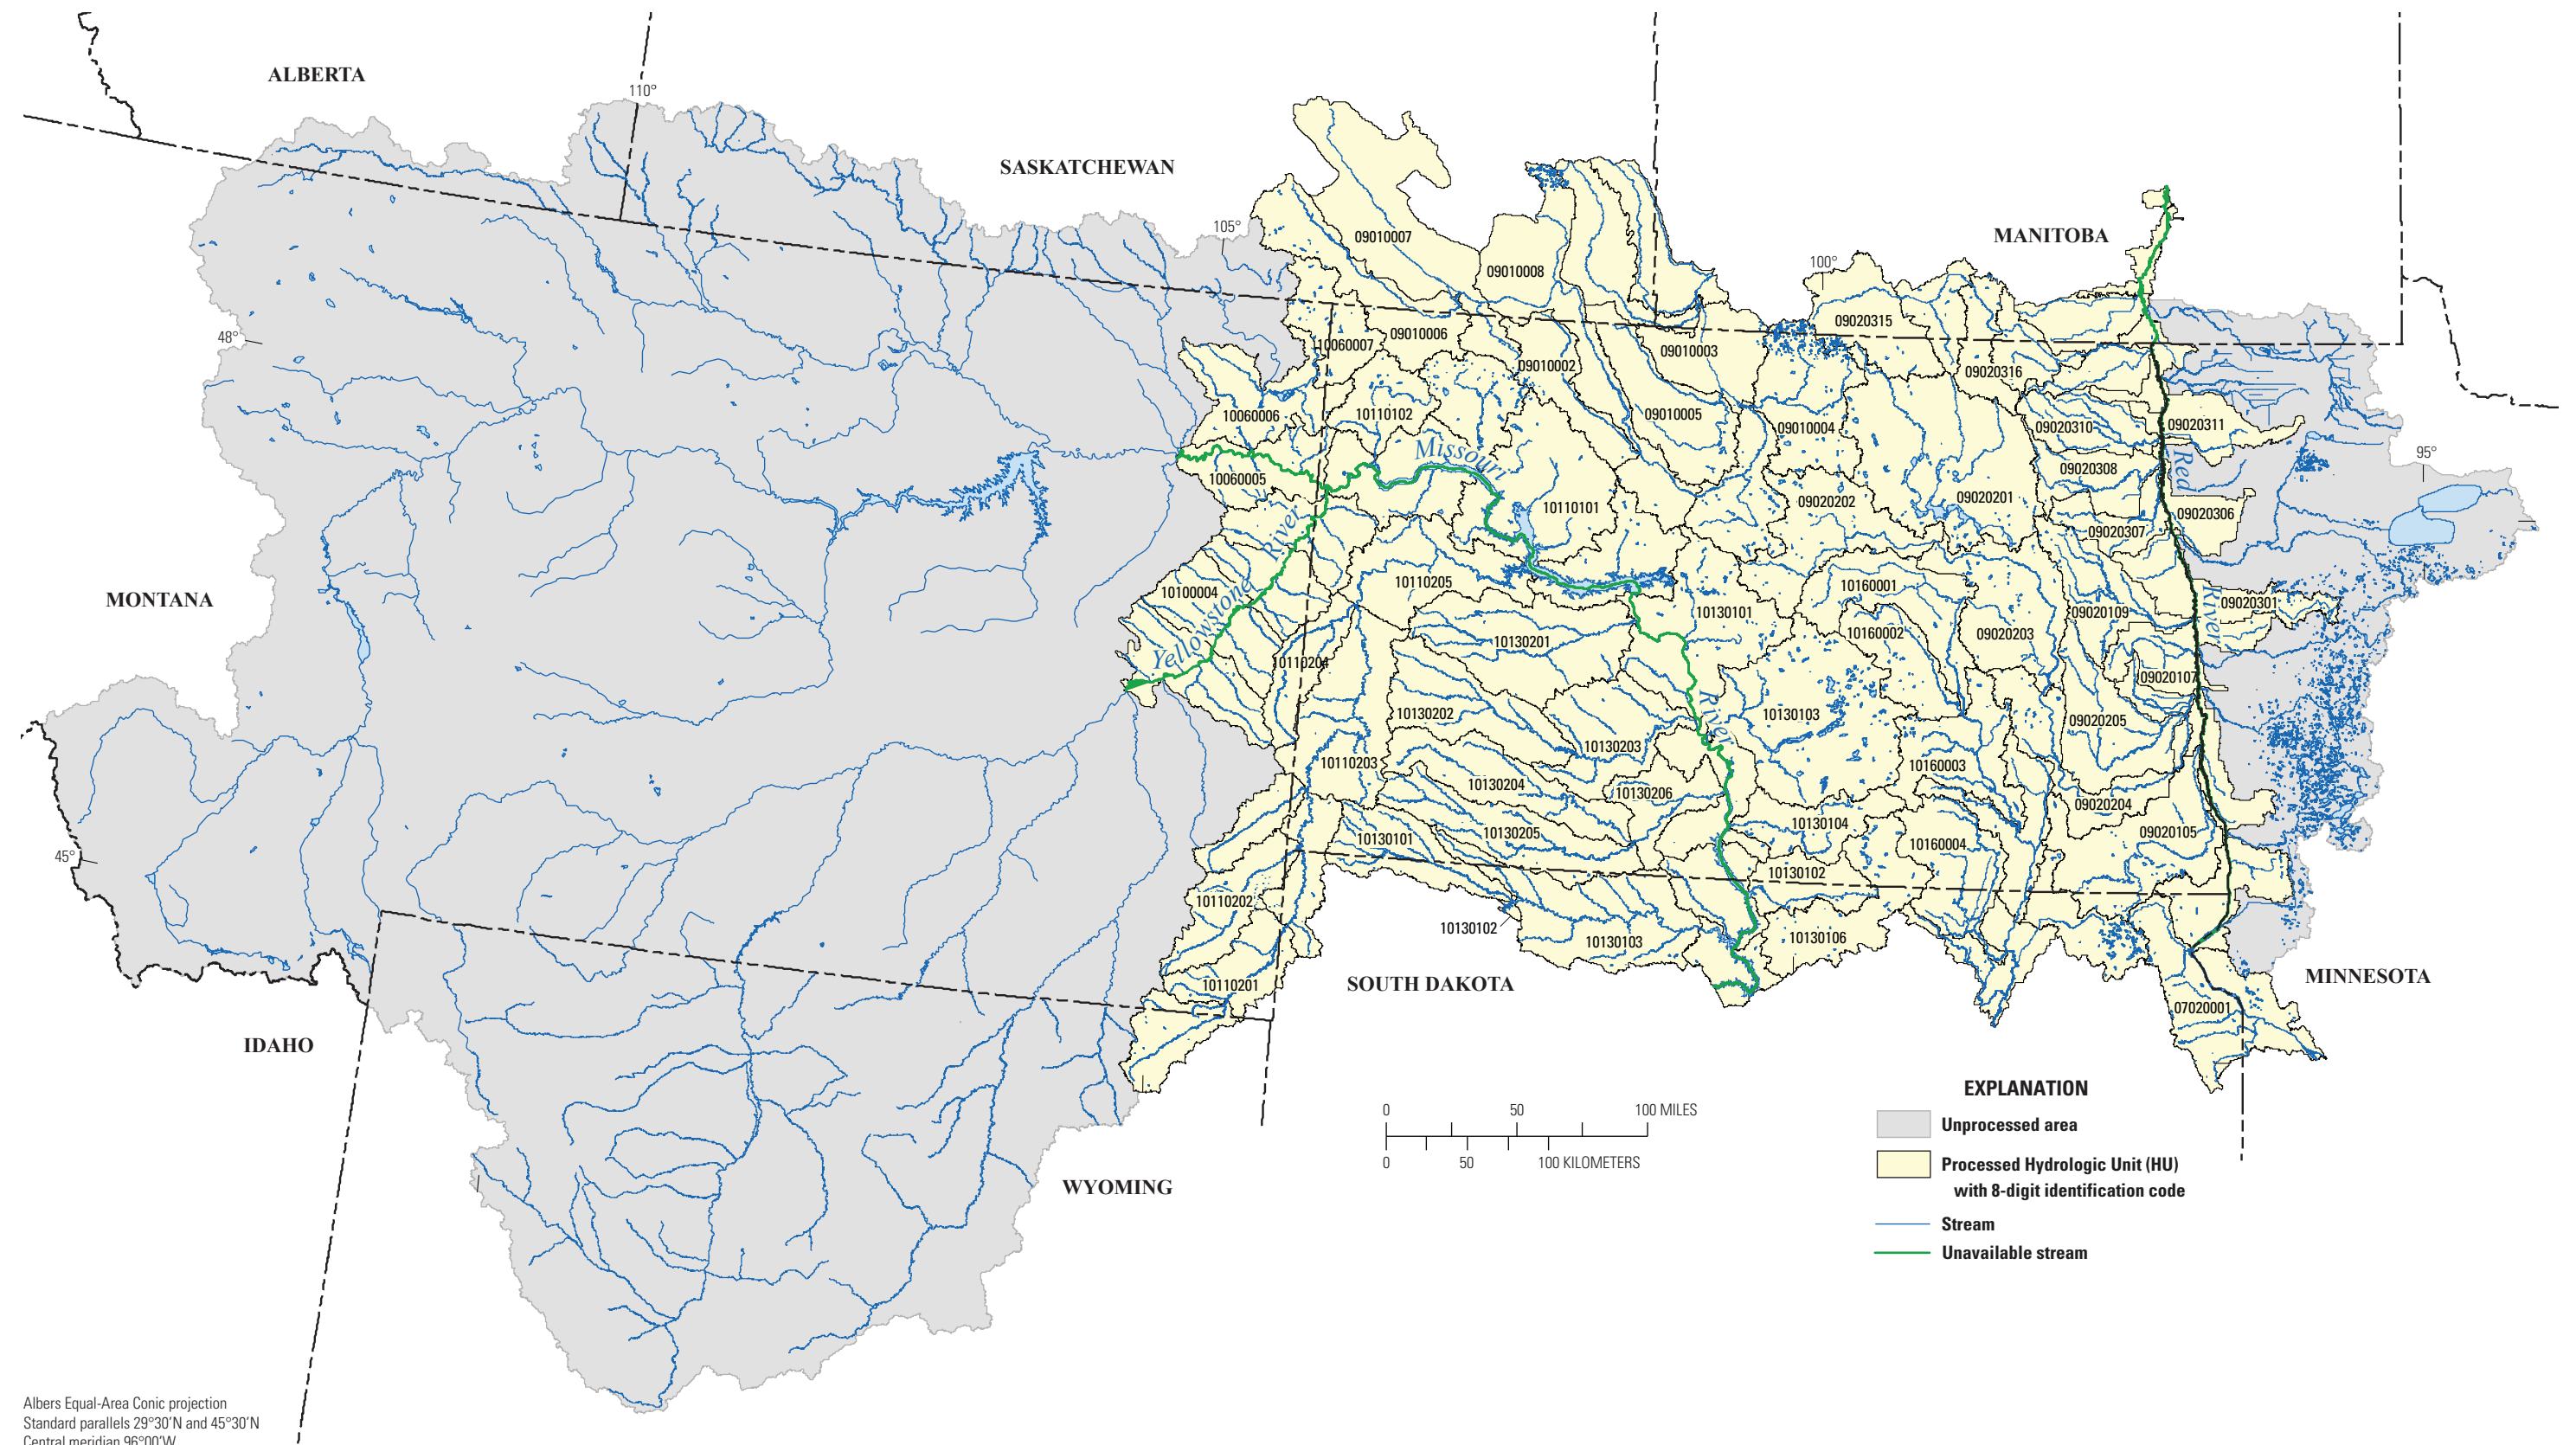 ALBERTA
110°
SASKATCHEWAN
105°
MANITOBA
100°
95°
48°
45°
MONTANA
IDAHO
WYOMING
SOUTH DAKOTA
MINNESOTA
09010007
09010008
09020315
10060007
09010006
09010002
09010003
09020316
10060006
10110102
09010005
09010004
09020310
09020311
Missouri
Red
10060005
09020308
10110101
09020202
09020201
09020306
09020307
River
10100004
Yellowstone
10110205
10130101
10160001
09020109
09020301
River
10130201
10160002
09020203
10110204
09020107
10130202
10130103
River
09020205
10130203
10110203
10160003
10130204
10130206
09020204
10130101
10130205
10130104
09020105
10160004
10130102
10110202
10130102
10130103
10130106
10110201
07020001
EXPLANATION
Unprocessed area
Processed Hydrologic Unit (HU)
with 8-digit identification code
Stream
Unavailable stream
0 50 100 MILES
0 50 100 KILOMETERS
Albers Equal-Area Conic projection
Standard parallels 29°30'N and 45°30'N
Central meridian 96°00'W